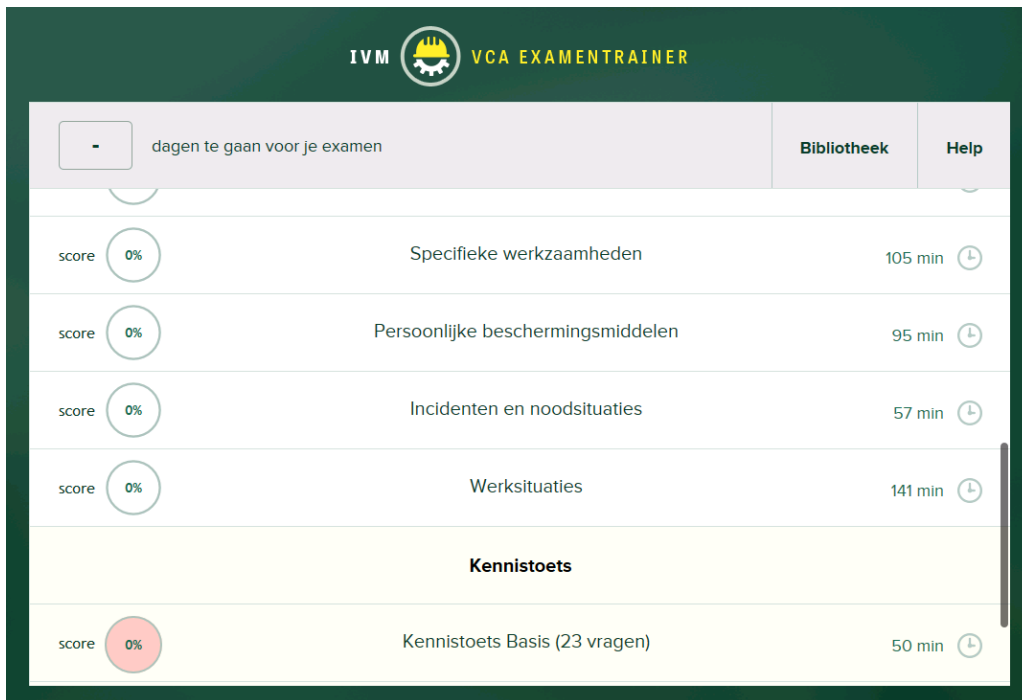 IVM VCA EXAMENTRAINER
- dagen te gaan voor je examen Bibliotheek Help
score 0% Specifieke werkzaamheden 105 min
score 0% Persoonlijke beschermingsmiddelen 95 min
score 0% Incidenten en noodsituaties 57 min
score 0% Werksituaties 141 min
Kennistoets
score 0% Kennistoets Basis (23 vragen) 50 min